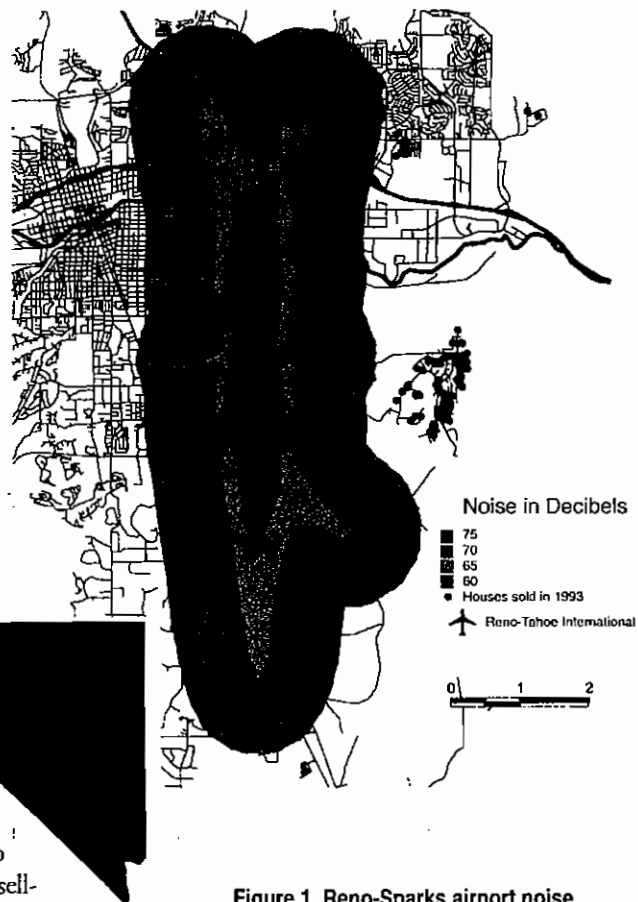 Noise in Decibels
75
70
65
60
Houses sold in 1993
Reno-Tahoe International
0 1 2
sell-
Figure 1. Reno-Sparks airport noise